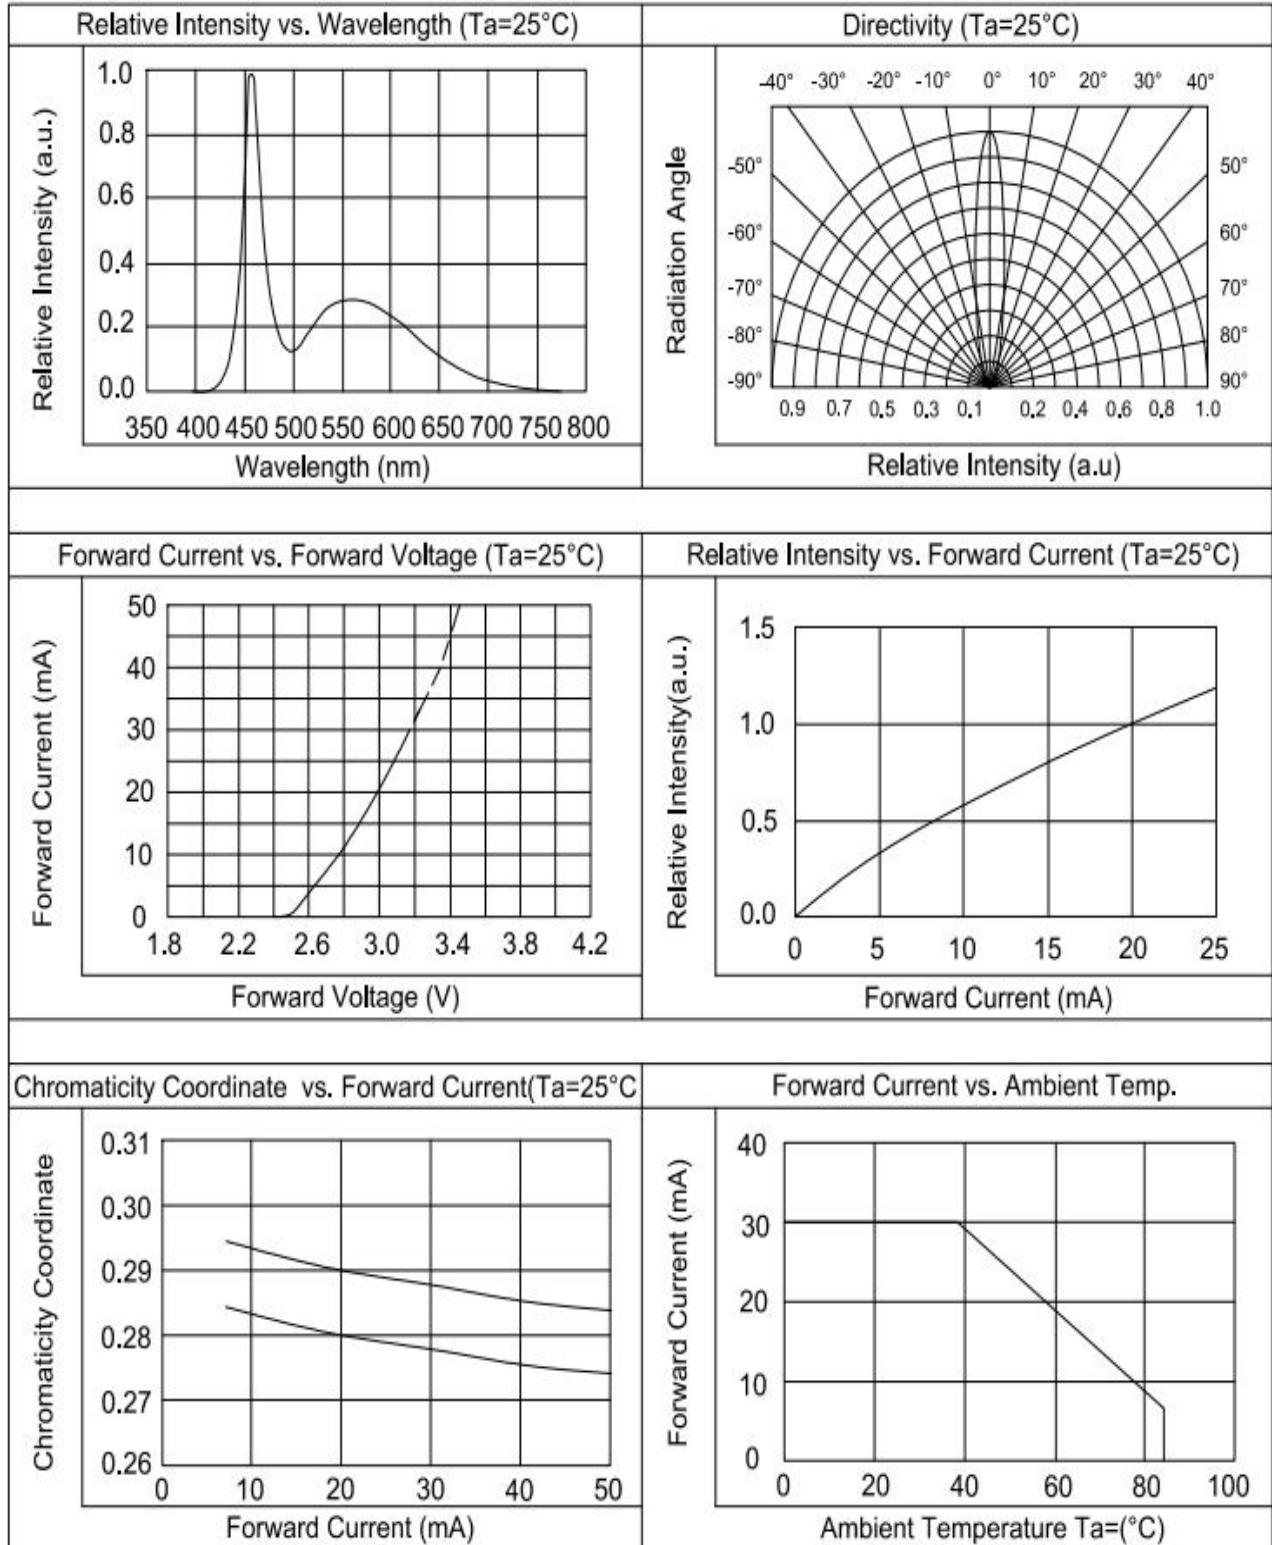 Relative Intensity vs. Wavelength (Ta=25°C)
Relative Intensity (a.u.)
1.0
0.8
0.6
0.4
0.2
0.0
350 400 450 500 550 600 650 700 750 800
Wavelength (nm)
Directivity (Ta=25°C)
Radiation Angle
-40° -30° -20° -10° 0° 10° 20° 30° 40°
-50° 50°
-60° 60°
-70° 70°
-80° 80°
-90° 90°
0.9 0.7 0.5 0.3 0.1 0.2 0.4 0.6 0.8 1.0
Relative Intensity (a.u)
Forward Current vs. Forward Voltage (Ta=25°C)
Forward Current (mA)
50
40
30
20
10
0
1.8 2.2 2.6 3.0 3.4 3.8 4.2
Forward Voltage (V)
Relative Intensity vs. Forward Current (Ta=25°C)
Relative Intensity(a.u.)
1.5
1.0
0.5
0.0
0 5 10 15 20 25
Forward Current (mA)
Chromaticity Coordinate vs. Forward Current(Ta=25°C
Chromaticity Coordinate
0.31
0.30
0.29
0.28
0.27
0.26
0 10 20 30 40 50
Forward Current (mA)
Forward Current vs. Ambient Temp.
Forward Current (mA)
40
30
20
10
0
0 20 40 60 80 100
Ambient Temperature Ta=(°C)